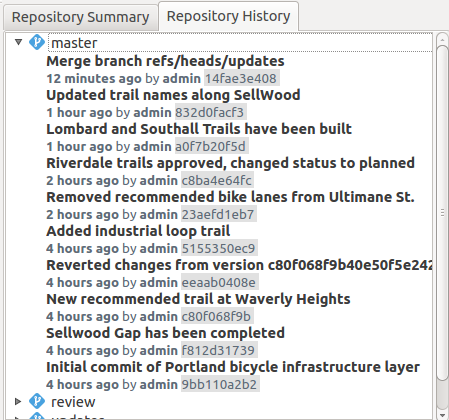 Repository Summary Repository History
master
Merge branch refs/heads/updates
12 minutes ago by admin 14fae3e408
Updated trail names along SellWood
1 hour ago by admin 832d0facf3
Lombard and Southall Trails have been built
1 hour ago by admin a0f7b20f5d
Riverdale trails approved, changed status to planned
2 hours ago by admin c8ba4e64fc
Removed recommended bike lanes from Ultimane St.
2 hours ago by admin 23aefd1eb7
Added industrial loop trail
4 hours ago by admin 5155350ec9
Reverted changes from version c80f068f9b40e50f5e242
4 hours ago by admin eeaab0408e
New recommended trail at Waverly Heights
4 hours ago by admin c80f068f9b
Sellwood Gap has been completed
4 hours ago by admin f812d31739
Initial commit of Portland bicycle infrastructure layer
4 hours ago by admin 9bb110a2b2
review